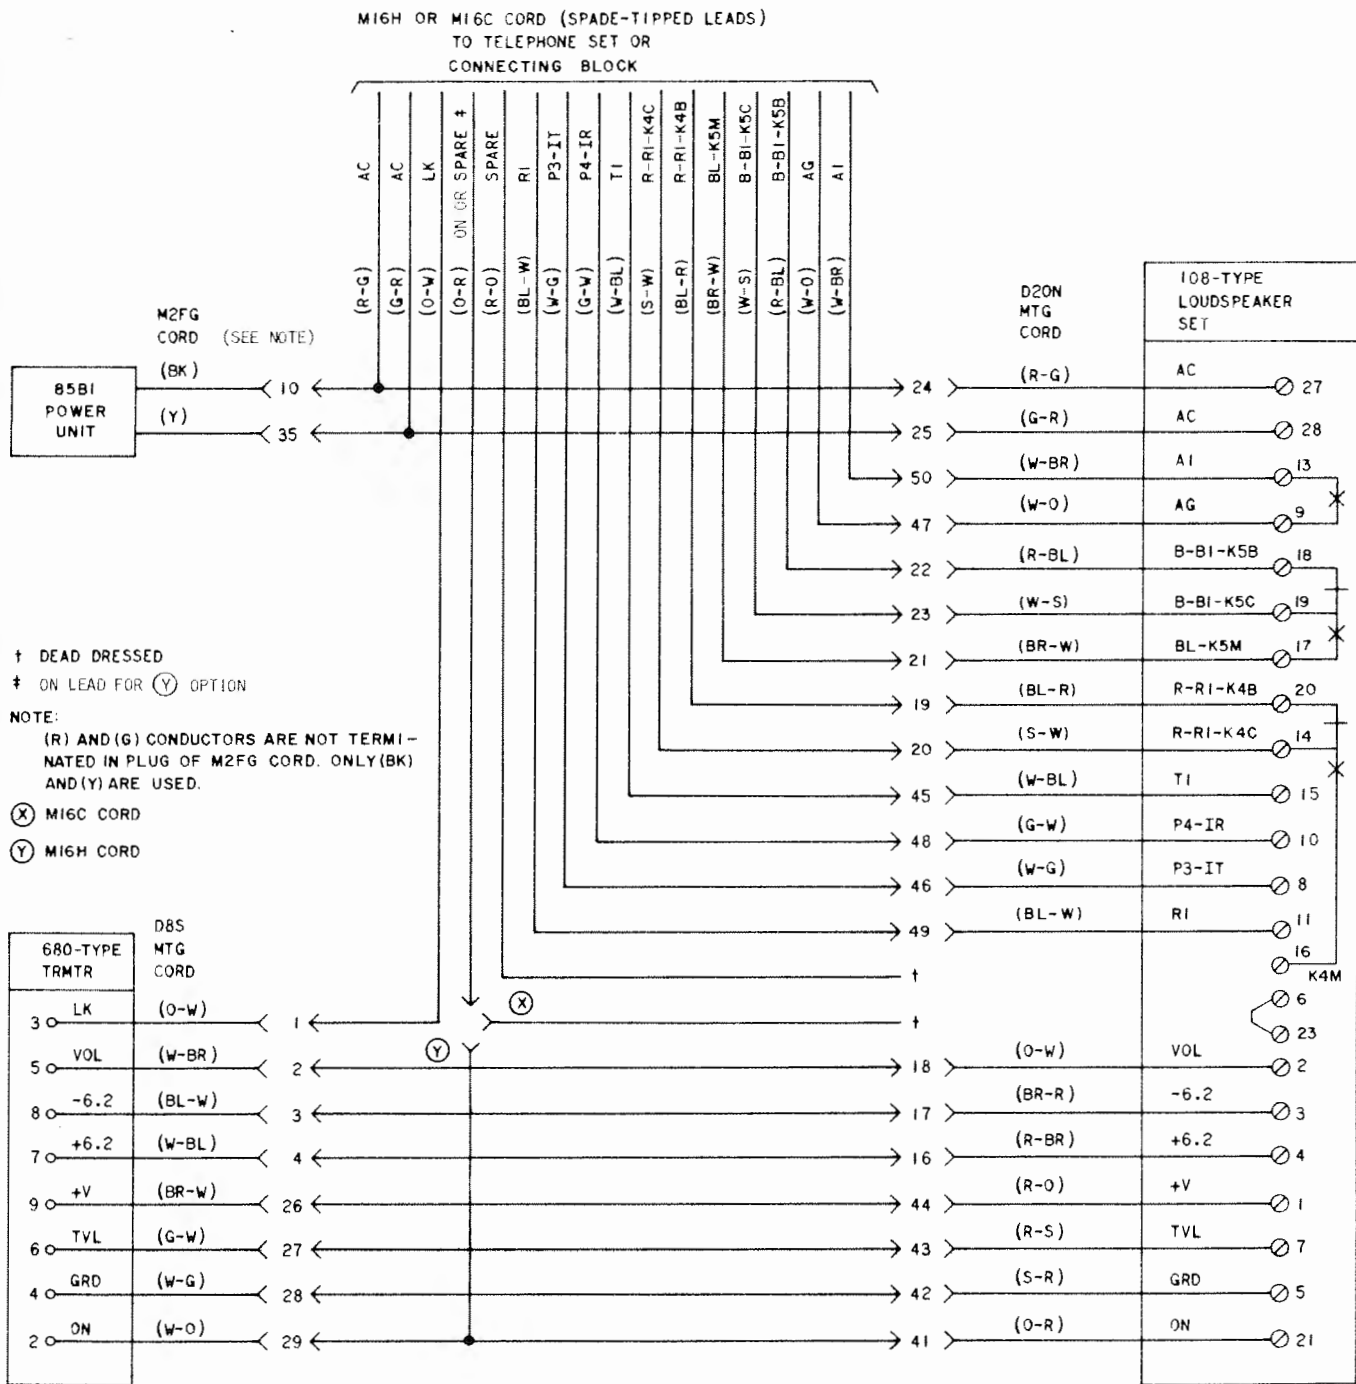 M16H OR M16C CORD (SPADE-TIPPED LEADS)
TO TELEPHONE SET OR
CONNECTING BLOCK
(R-G) AC
(G-R) AC
(O-W) LK
(O-R) ON OR SPARE ‡
(R-O) SPARE
(BL-W) R1
(W-G) P3-IT
(G-W) P4-IR
(W-BL) T1
(S-W) R-R1-K4C
(BL-R) R-R1-K4B
(BR-W) BL-K5M
(W-S) B-B1-K5C
(R-BL) B-B1-K5B
(W-O) AG
(W-BR) A1
M2FG
CORD (SEE NOTE)
D20N
MTG
CORD
108-TYPE
LOUDSPEAKER
SET
85B1
POWER
UNIT
(BK) 10 24 (R-G) AC 27
(Y) 35 25 (G-R) AC 28
50 (W-BR) A1 13
47 (W-O) AG 9
22 (R-BL) B-B1-K5B 18
23 (W-S) B-B1-K5C 19
21 (BR-W) BL-K5M 17
19 (BL-R) R-R1-K4B 20
20 (S-W) R-R1-K4C 14
45 (W-BL) T1 15
48 (G-W) P4-IR 10
46 (W-G) P3-IT 8
49 (BL-W) R1 11
† 16
K4M
† DEAD DRESSED
‡ ON LEAD FOR Ⓨ OPTION
NOTE:
(R) AND (G) CONDUCTORS ARE NOT TERMI-
NATED IN PLUG OF M2FG CORD. ONLY (BK)
AND (Y) ARE USED.
Ⓧ M16C CORD
Ⓨ M16H CORD
680-TYPE
TRMTR
D8S
MTG
CORD
Ⓧ †
6
23
Ⓨ
3 LK (O-W) 1
5 VOL (W-BR) 2 18 (O-W) VOL 2
8 -6.2 (BL-W) 3 17 (BR-R) -6.2 3
7 +6.2 (W-BL) 4 16 (R-BR) +6.2 4
9 +V (BR-W) 26 44 (R-O) +V 1
6 TVL (G-W) 27 43 (R-S) TVL 7
4 GRD (W-G) 28 42 (S-R) GRD 5
2 ON (W-O) 29 41 (O-R) ON 21